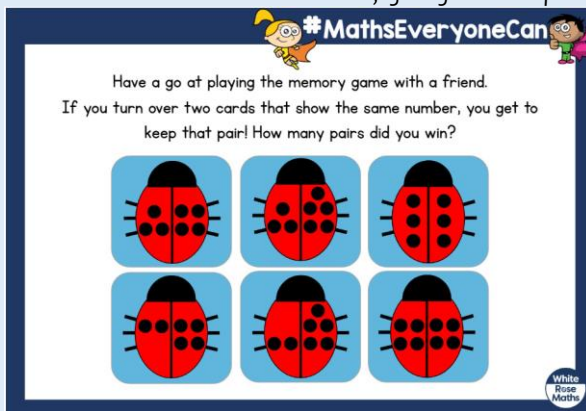 #MathsEveryoneCan
Have a go at playing the memory game with a friend.
If you turn over two cards that show the same number, you get to
keep that pair! How many pairs did you win?
White
Rose
Maths